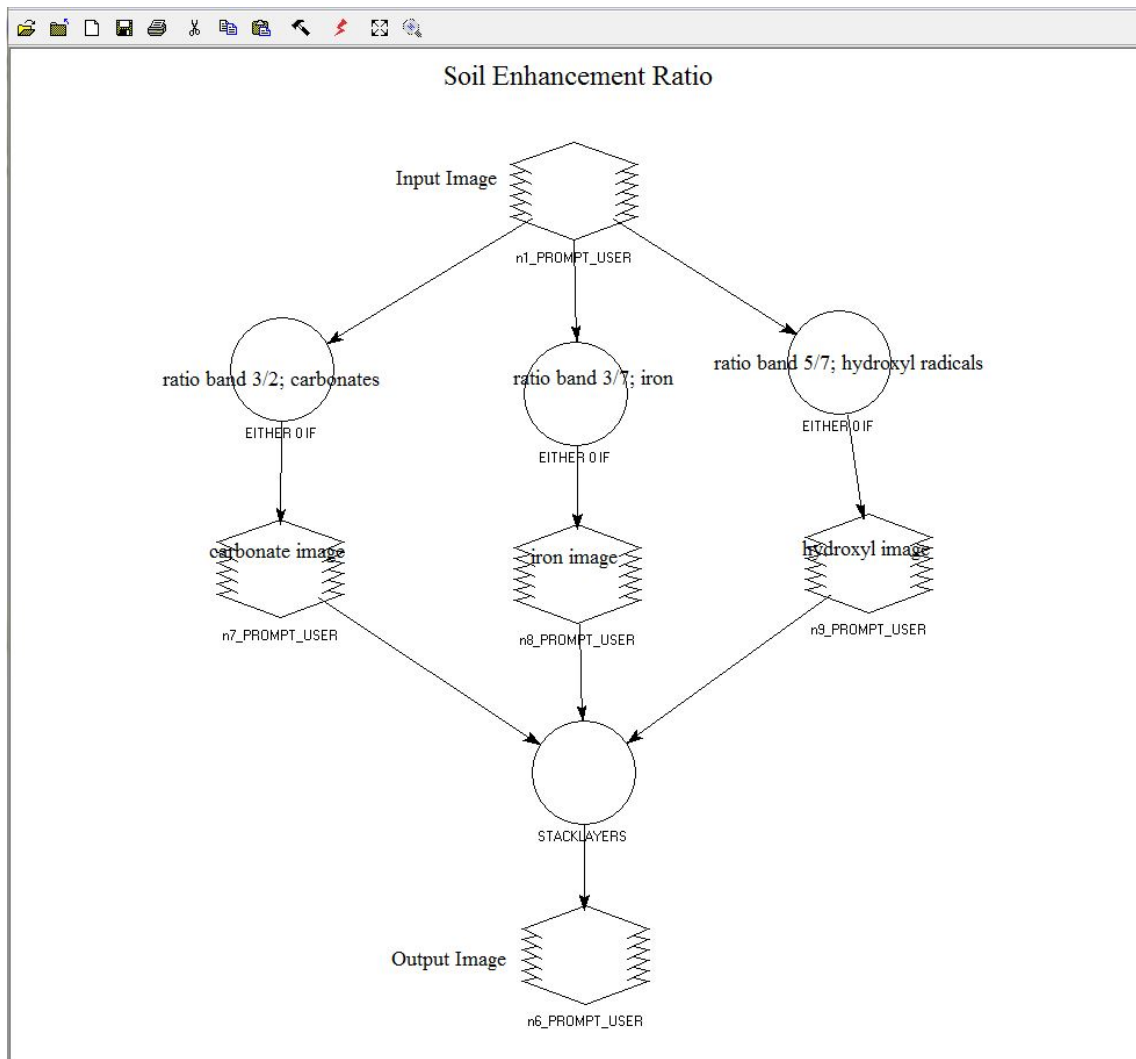 Soil Enhancement Ratio
Input Image
n1_PROMPT_USER
ratio band 3/2; carbonates
ratio band 3/7; iron
ratio band 5/7; hydroxyl radicals
EITHER 0 IF
EITHER 0 IF
EITHER 0 IF
carbonate image
iron image
hydroxyl image
n7_PROMPT_USER
n8_PROMPT_USER
n9_PROMPT_USER
STACKLAYERS
Output Image
n6_PROMPT_USER